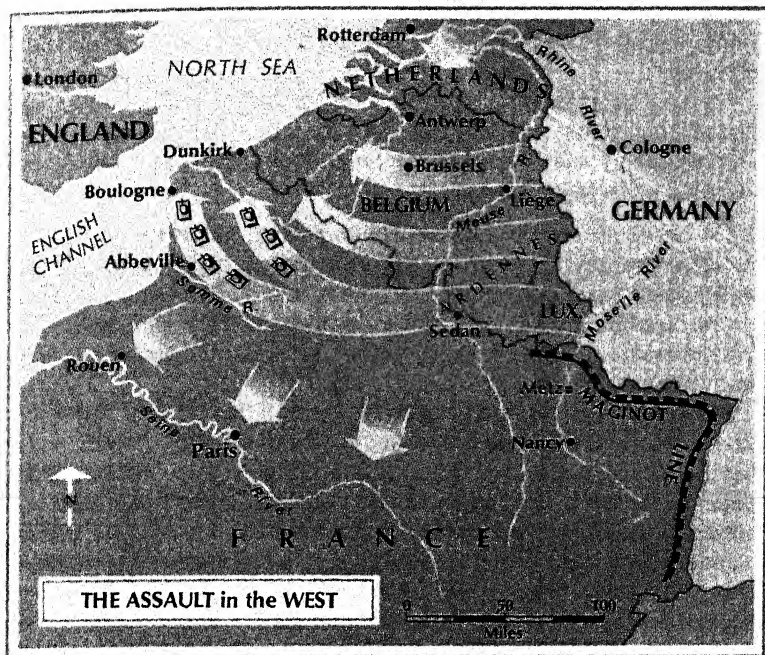 Rotterdam
Rhine
River
London
NORTH SEA
NETHERLANDS
ENGLAND
Antwerp
Dunkirk
Brussels
R.
Cologne
Boulogne
BELGIUM
Liège
Meuse
GERMANY
ENGLISH
CHANNEL
Abbeville
ARDENNES
Somme R.
LUX.
Moselle River
Sedan
Rouen
Metz
MAGINOT
LINE
Seine
River
Paris
Nancy
N
FRANCE
THE ASSAULT in the WEST
0 50 100
Miles